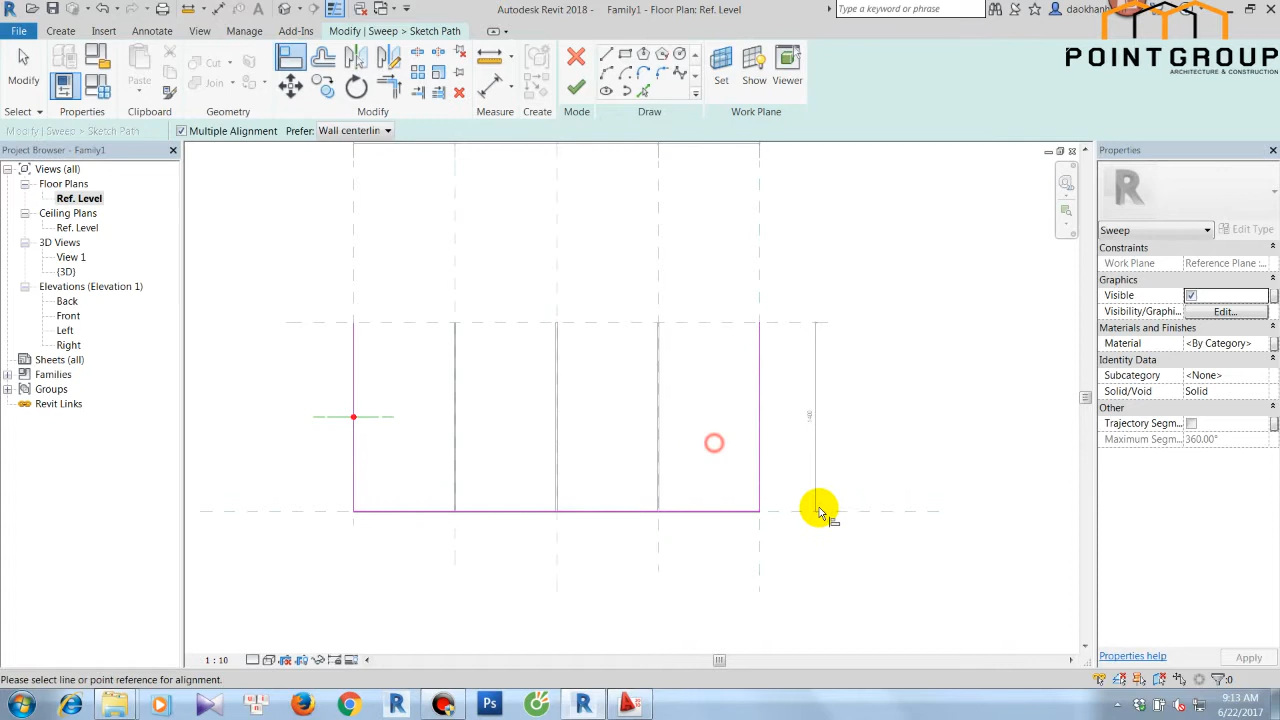 Autodesk Revit 2018 - Family1 - Floor Plan: Ref. Level
Type a keyword or phrase
daokhanh
File Create Insert Annotate View Manage Add-Ins Modify | Sweep > Sketch Path
POINTGROUP
ARCHITECTURE & CONSTRUCTION
Modify
Paste
Cut
Join
Set Show Viewer
Select Properties Clipboard Geometry Modify Measure Create Mode Draw Work Plane
Modify | Sweep > Sketch Path
Multiple Alignment Prefer: Wall centerlin
Project Browser - Family1
Views (all)
Floor Plans
Ref. Level
Ceiling Plans
Ref. Level
3D Views
View 1
{3D}
Elevations (Elevation 1)
Back
Front
Left
Right
Sheets (all)
Families
Groups
Revit Links
Properties
R
Sweep
Edit Type
Constraints
Work Plane Reference Plane :...
Graphics
Visible
Visibility/Graphi... Edit...
Materials and Finishes
Material <By Category>
Identity Data
Subcategory <None>
Solid/Void Solid
Other
Trajectory Segm...
Maximum Segm... 360.00°
Properties help
Apply
1 : 10
Please select line or point reference for alignment.
:0
Ps
9:13 AM
6/22/2017